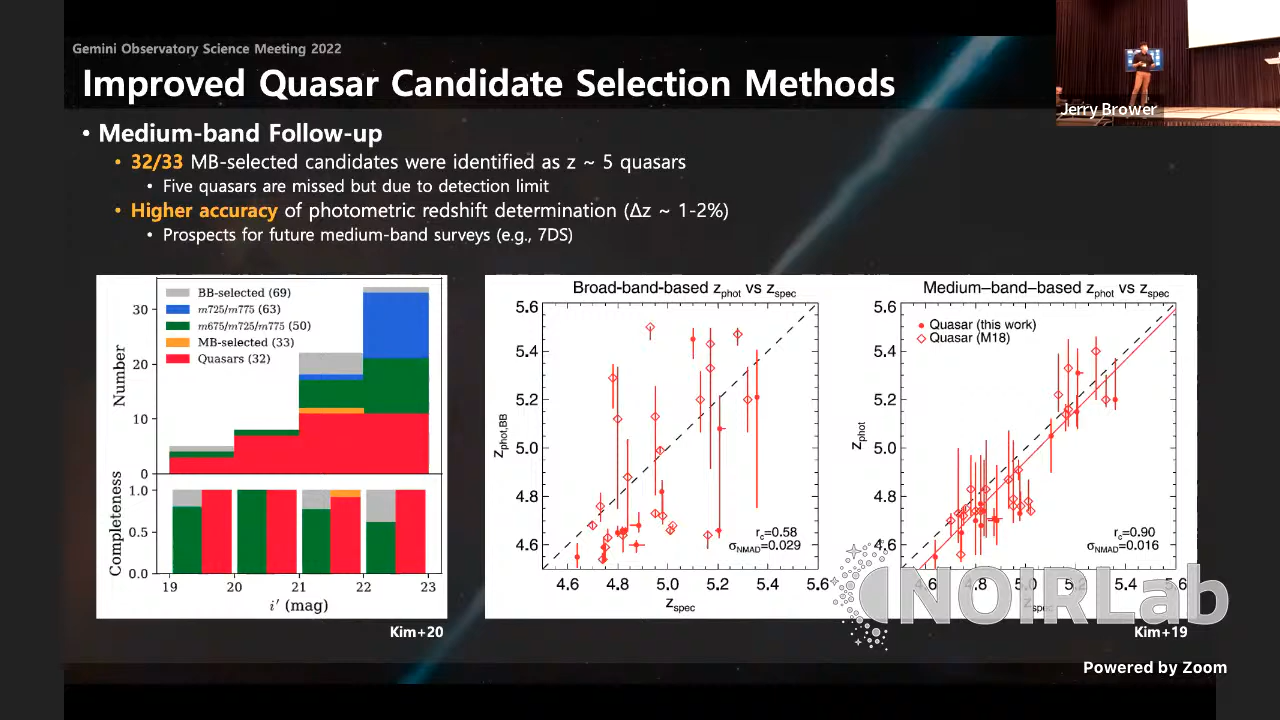 Gemini Observatory Science Meeting 2022
Improved Quasar Candidate Selection Methods
Jerry Brower
• Medium-band Follow-up
• 32/33 MB-selected candidates were identified as z ~ 5 quasars
• Five quasars are missed but due to detection limit
• Higher accuracy of photometric redshift determination (Δz ~ 1-2%)
• Prospects for future medium-band surveys (e.g., 7DS)
BB-selected (69)
m725/m775 (63)
m675/m725/m775 (50)
MB-selected (33)
Quasars (32)
Number
30
20
10
0
Completeness
1.0
0.5
0.0
19 20 21 22 23
i′ (mag)
Kim+20
Broad-band-based zphot vs zspec
5.6
5.4
5.2
5.0
4.8
4.6
zphot,BB
rc=0.58
σNMAD=0.029
4.6 4.8 5.0 5.2 5.4 5.6
zspec
Medium–band–based zphot vs zspec
Quasar (this work)
Quasar (M18)
5.6
5.4
5.2
5.0
4.8
4.6
zphot
rc=0.90
σNMAD=0.016
4.6 4.8 5.0 5.2 5.4 5.6
zspec
Kim+19
NOIRLab
Powered by Zoom